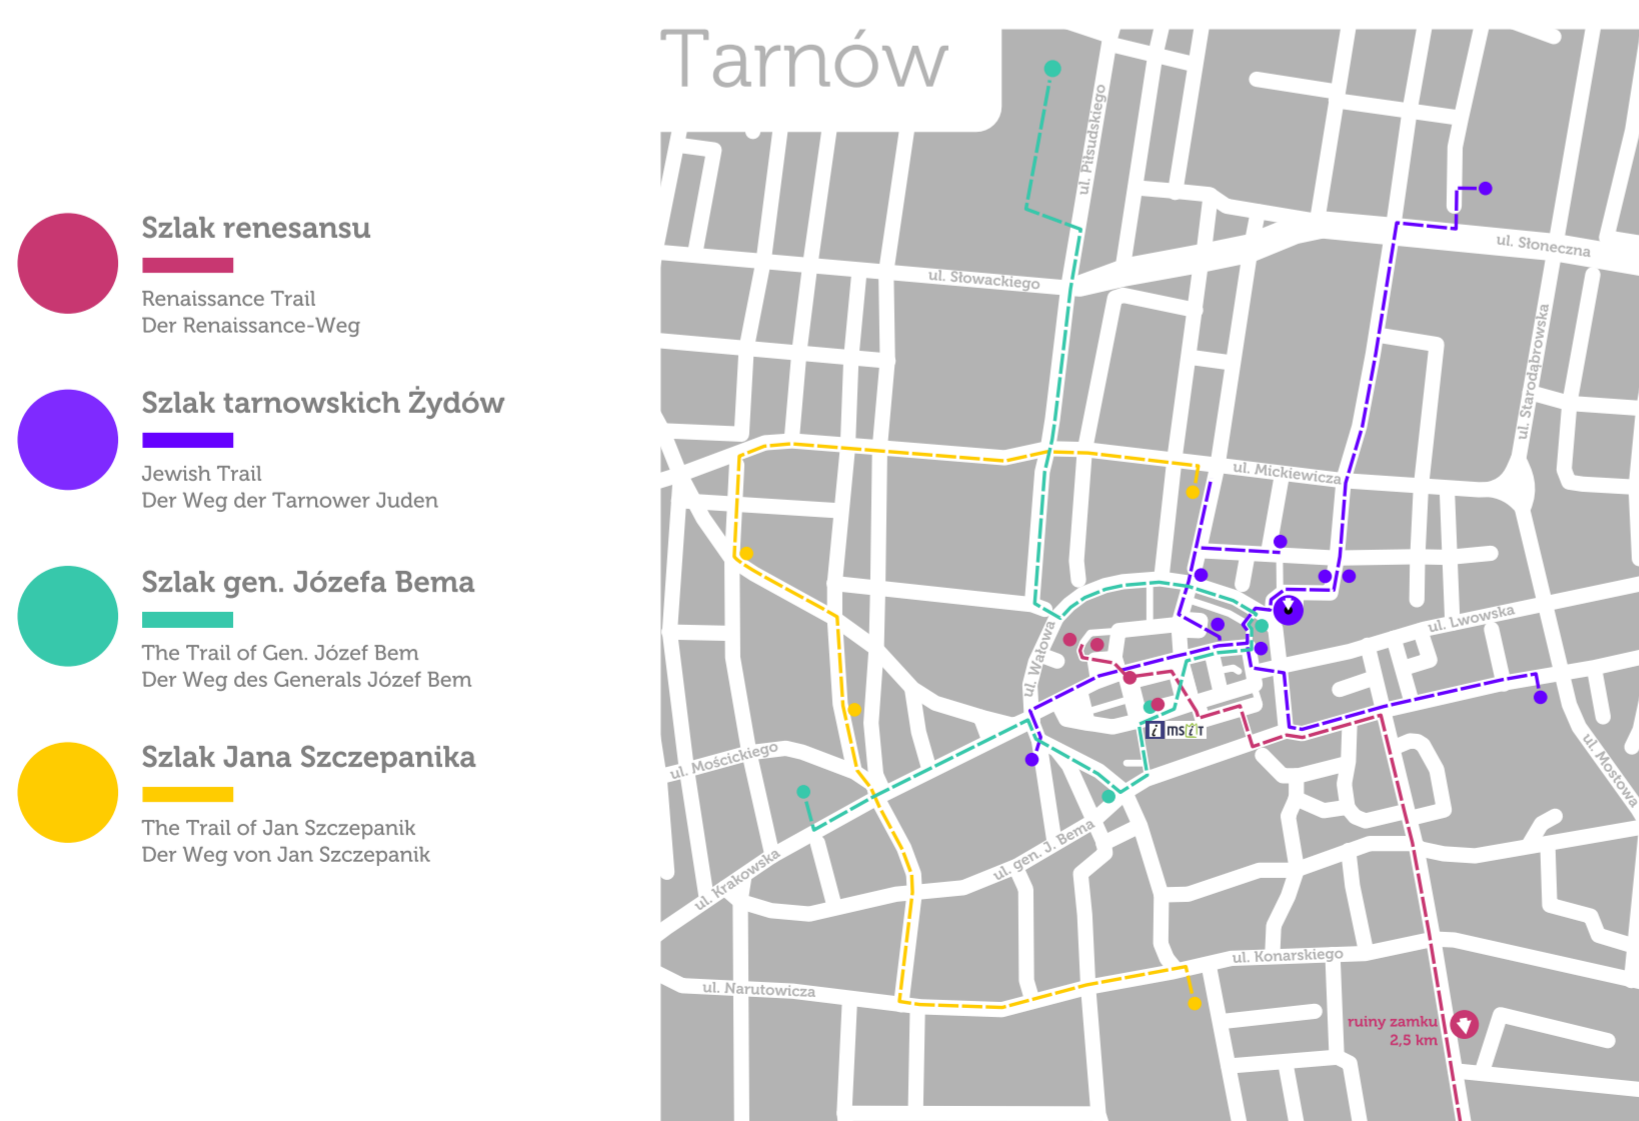 Tarnów
Szlak renesansu
Renaissance Trail
Der Renaissance-Weg
Szlak tarnowskich Żydów
Jewish Trail
Der Weg der Tarnower Juden
Szlak gen. Józefa Bema
The Trail of Gen. Józef Bem
Der Weg des Generals Józef Bem
Szlak Jana Szczepanika
The Trail of Jan Szczepanik
Der Weg von Jan Szczepanik
ul. Piłsudskiego
ul. Słoneczna
ul. Słowackiego
ul. Starodąbrowska
ul. Mickiewicza
ul. Lwowska
ul. Wałowa
i msiT
ul. Mościckiego
ul. Mostowa
ul. gen. J. Bema
ul. Krakowska
ul. Konarskiego
ul. Narutowicza
ruiny zamku
2,5 km